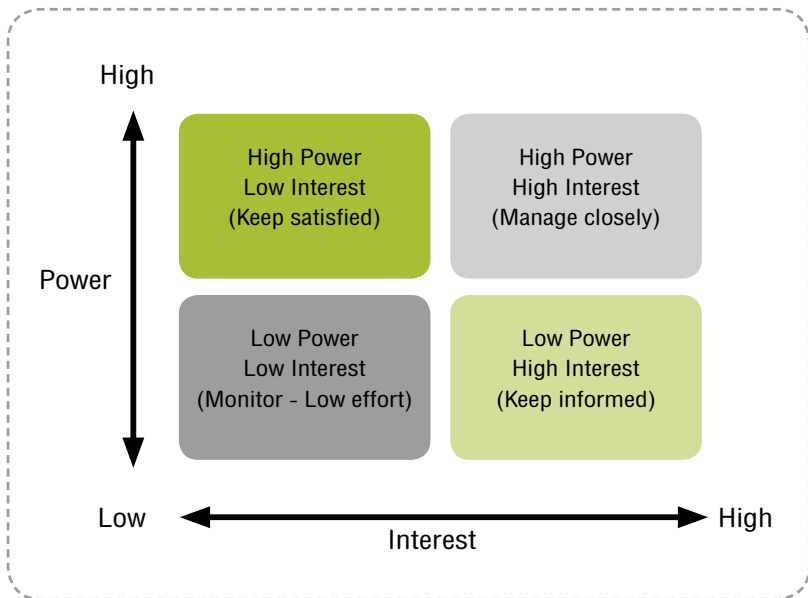 High
High Power
Low Interest
(Keep satisfied)
High Power
High Interest
(Manage closely)
Power
Low Power
Low Interest
(Monitor - Low effort)
Low Power
High Interest
(Keep informed)
Low
High
Interest